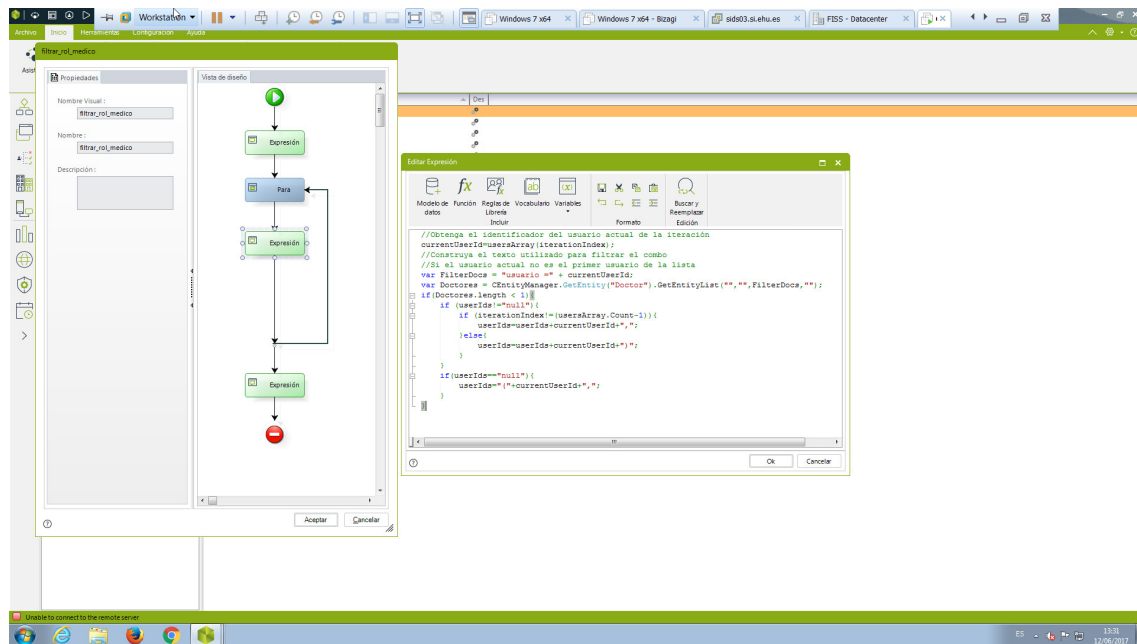 Workstation
Windows 7 x64
Windows 7 x64 - Bizagi
sids03.si.ehu.es
FISS - Datacenter
Archivo
Inicio
Herramientas
Configuración
Ayuda
Asist
filtrar_rol_medico
Propiedades
Nombre Visual :
filtrar_rol_medico
Nombre :
filtrar_rol_medico
Descripción :
Vista de diseño
Expresión
Para
Expresión
Expresión
Aceptar
Cancelar
Des
Editar Expresión
Modelo de datos
Función
Reglas de Librería
Vocabulario
Variables
Buscar y Reemplazar
Incluir
Formato
Edición
//Obtenga el identificador del usuario actual de la iteración
currentUserId=usersArray(iterationIndex);
//Construya el texto utilizado para filtrar el combo
//Si el usuario actual no es el primer usuario de la lista
var FilterDocs = "usuario =" + currentUserId;
var Doctores = CEntityManager.GetEntity("Doctor").GetEntityList("","",FilterDocs,"");
if(Doctores.length < 1){
if (userIds!="null"){
if (iterationIndex!=(usersArray.Count-1)){
userIds=userIds+currentUserId+",";
}else{
userIds=userIds+currentUserId+")";
}
}
if(userIds=="null"){
userIds="("+currentUserId+",";
}
}
Ok
Cancelar
Unable to connect to the remote server
ES
13:31
12/06/2017